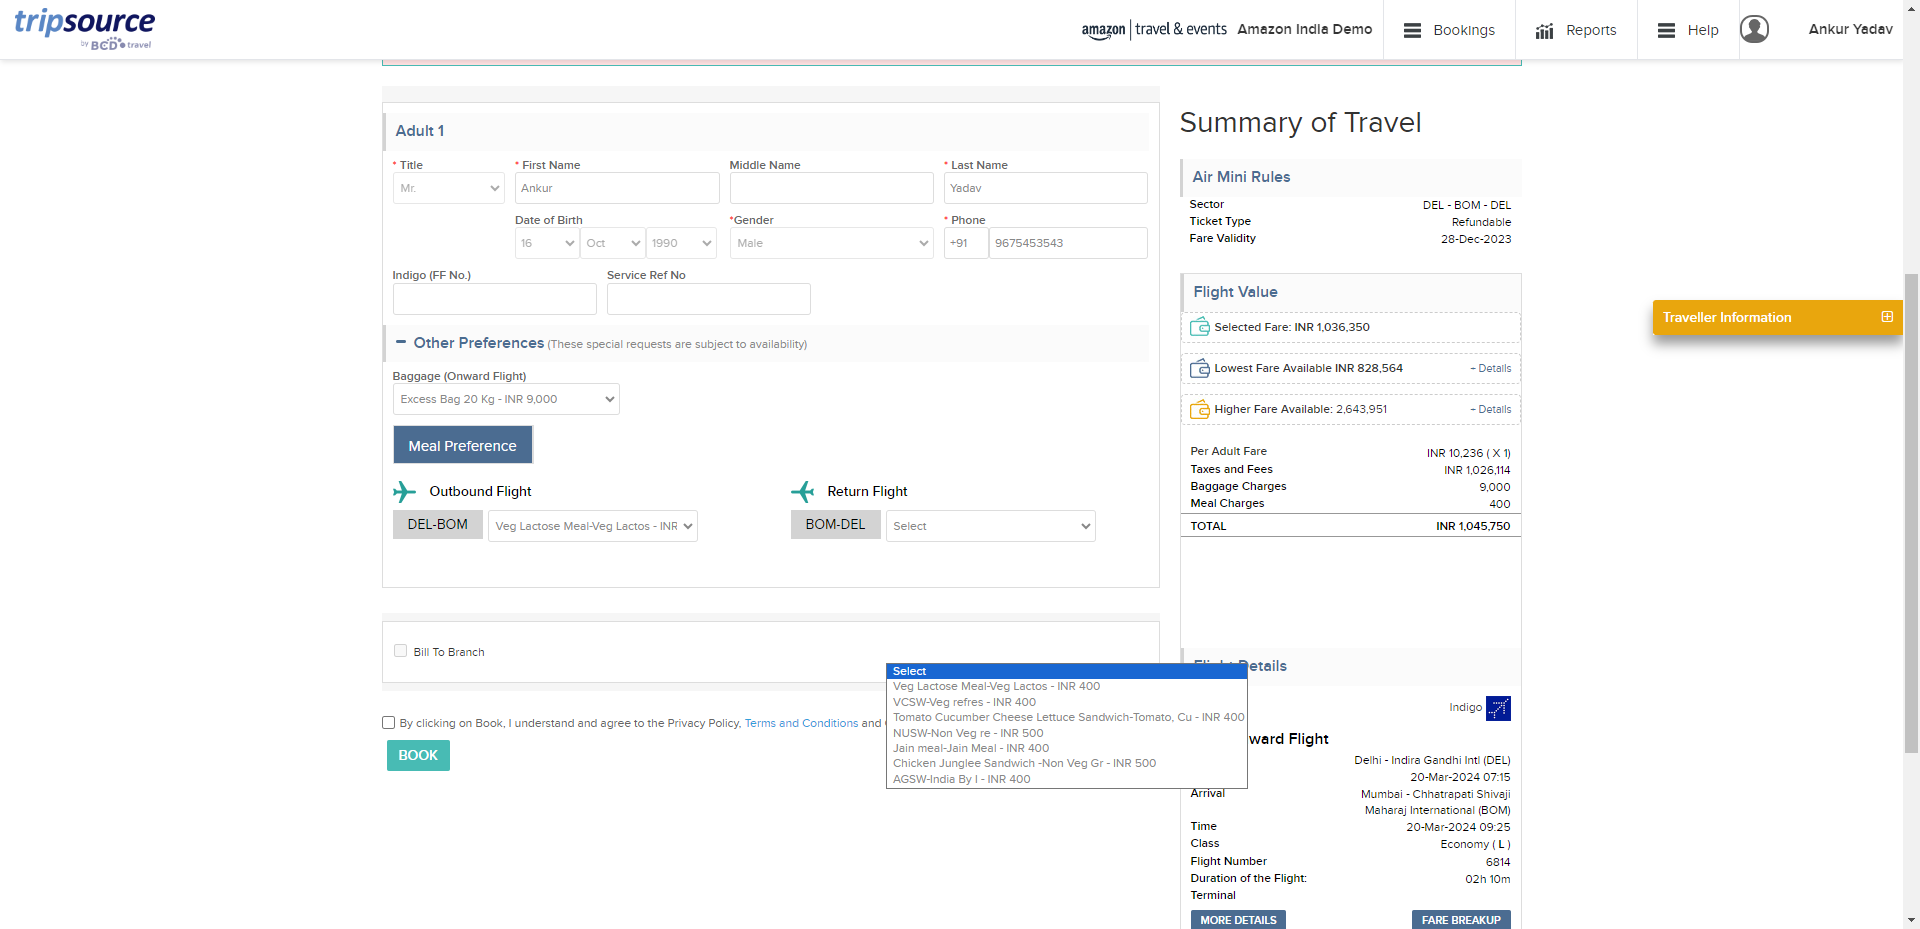 tripsource
by BCD travel
amazon travel & events
Amazon India Demo
Bookings
Reports
Help
Ankur Yadav
Adult 1
* Title
* First Name
Middle Name
* Last Name
Mr.
Ankur
Yadav
Date of Birth
*Gender
* Phone
16
Oct
1990
Male
+91
9675453543
Indigo (FF No.)
Service Ref No
Other Preferences (These special requests are subject to availability)
Baggage (Onward Flight)
Excess Bag 20 Kg - INR 9,000
Meal Preference
Outbound Flight
Return Flight
DEL-BOM
Veg Lactose Meal-Veg Lactos - INR
BOM-DEL
Select
Bill To Branch
Select
Veg Lactose Meal-Veg Lactos - INR 400
VCSW-Veg refres - INR 400
Tomato Cucumber Cheese Lettuce Sandwich-Tomato, Cu - INR 400
NUSW-Non Veg re - INR 500
Jain meal-Jain Meal - INR 400
Chicken Junglee Sandwich -Non Veg Gr - INR 500
AGSW-India By I - INR 400
By clicking on Book, I understand and agree to the Privacy Policy, Terms and Conditions and
BOOK
Summary of Travel
Air Mini Rules
Sector DEL - BOM - DEL
Ticket Type Refundable
Fare Validity 28-Dec-2023
Flight Value
Selected Fare: INR 1,036,350
Lowest Fare Available INR 828,564 + Details
Higher Fare Available: 2,643,951 + Details
Per Adult Fare INR 10,236 ( X 1)
Taxes and Fees INR 1,026,114
Baggage Charges 9,000
Meal Charges 400
TOTAL INR 1,045,750
Flight Details
Indigo
ward Flight
Delhi - Indira Gandhi Intl (DEL)
20-Mar-2024 07:15
Arrival Mumbai - Chhatrapati Shivaji
Maharaj International (BOM)
Time 20-Mar-2024 09:25
Class Economy ( L )
Flight Number 6814
Duration of the Flight: 02h 10m
Terminal
MORE DETAILS
FARE BREAKUP
Traveller Information